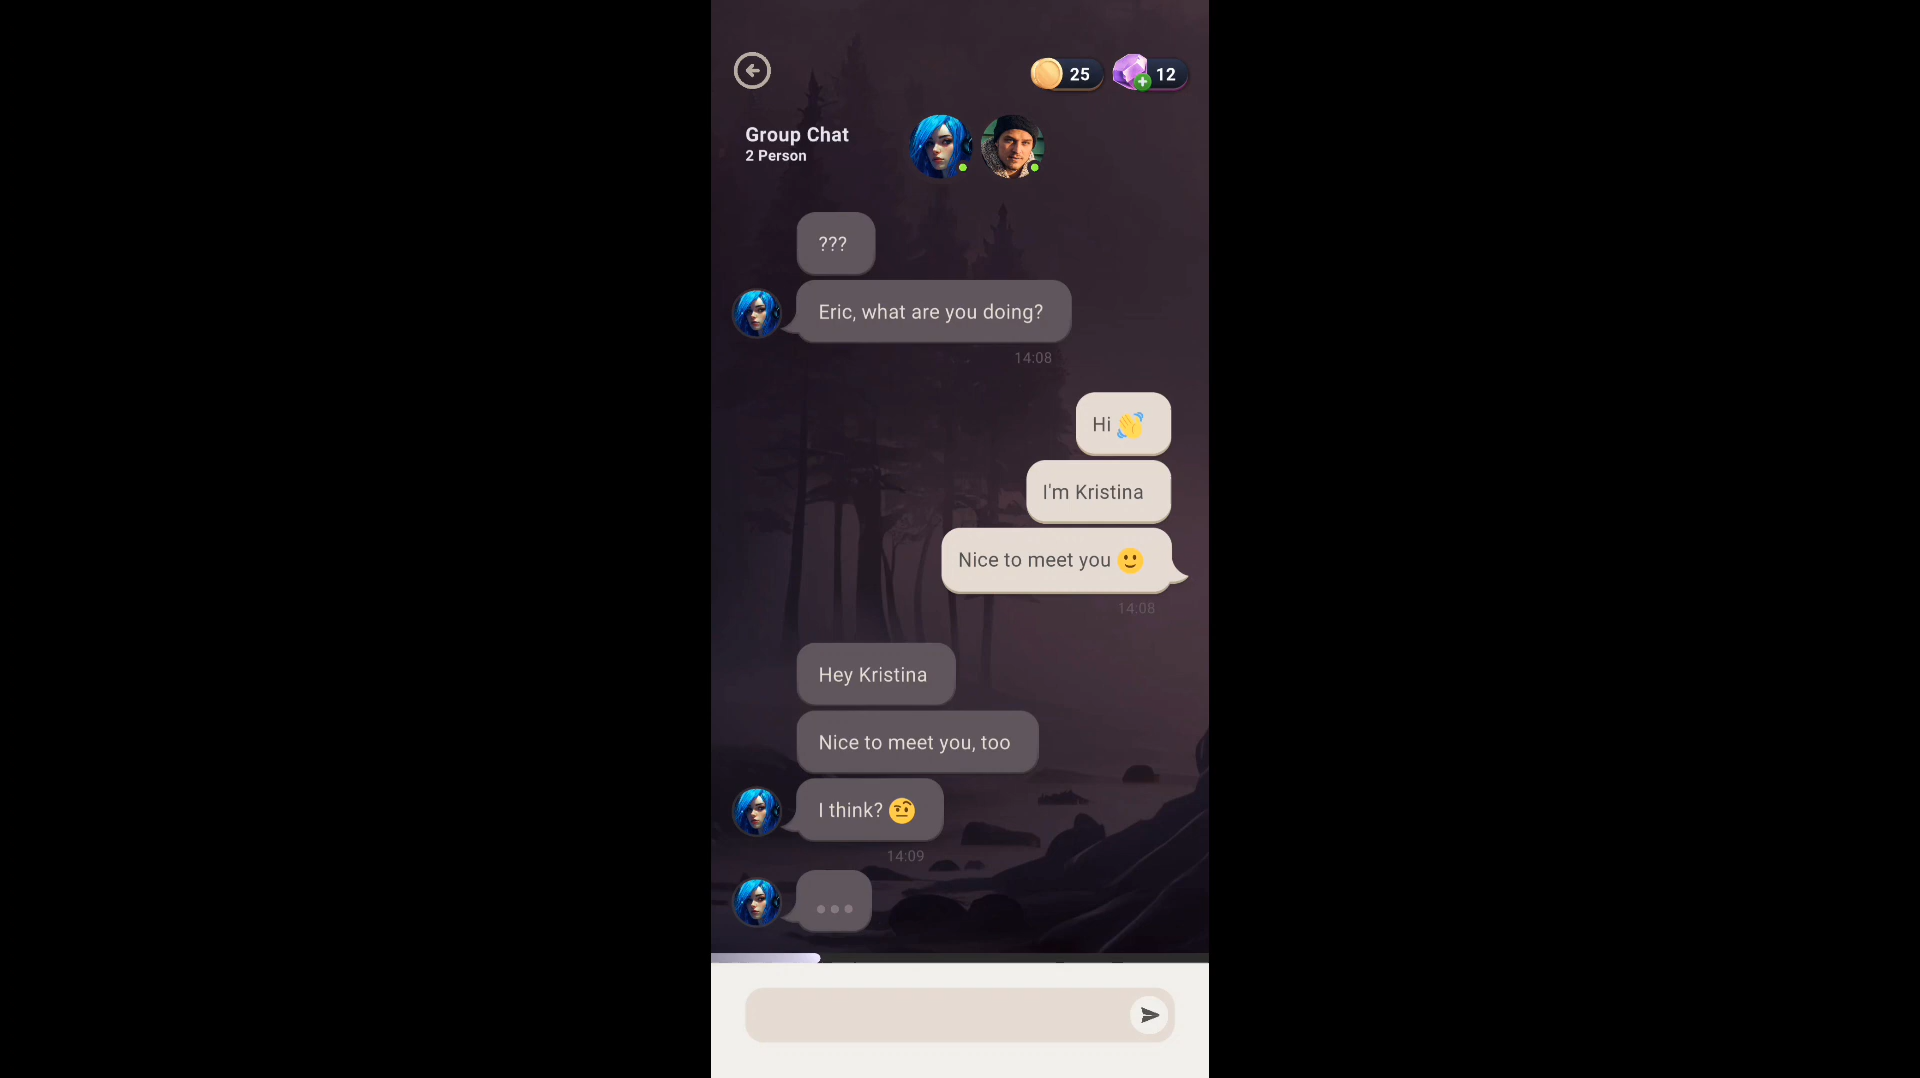 25
12
Group Chat
2 Person
???
Eric, what are you doing?
14:08
Hi 👋
I'm Kristina
Nice to meet you 🙂
14:08
Hey Kristina
Nice to meet you, too
I think? 🤨
14:09
...